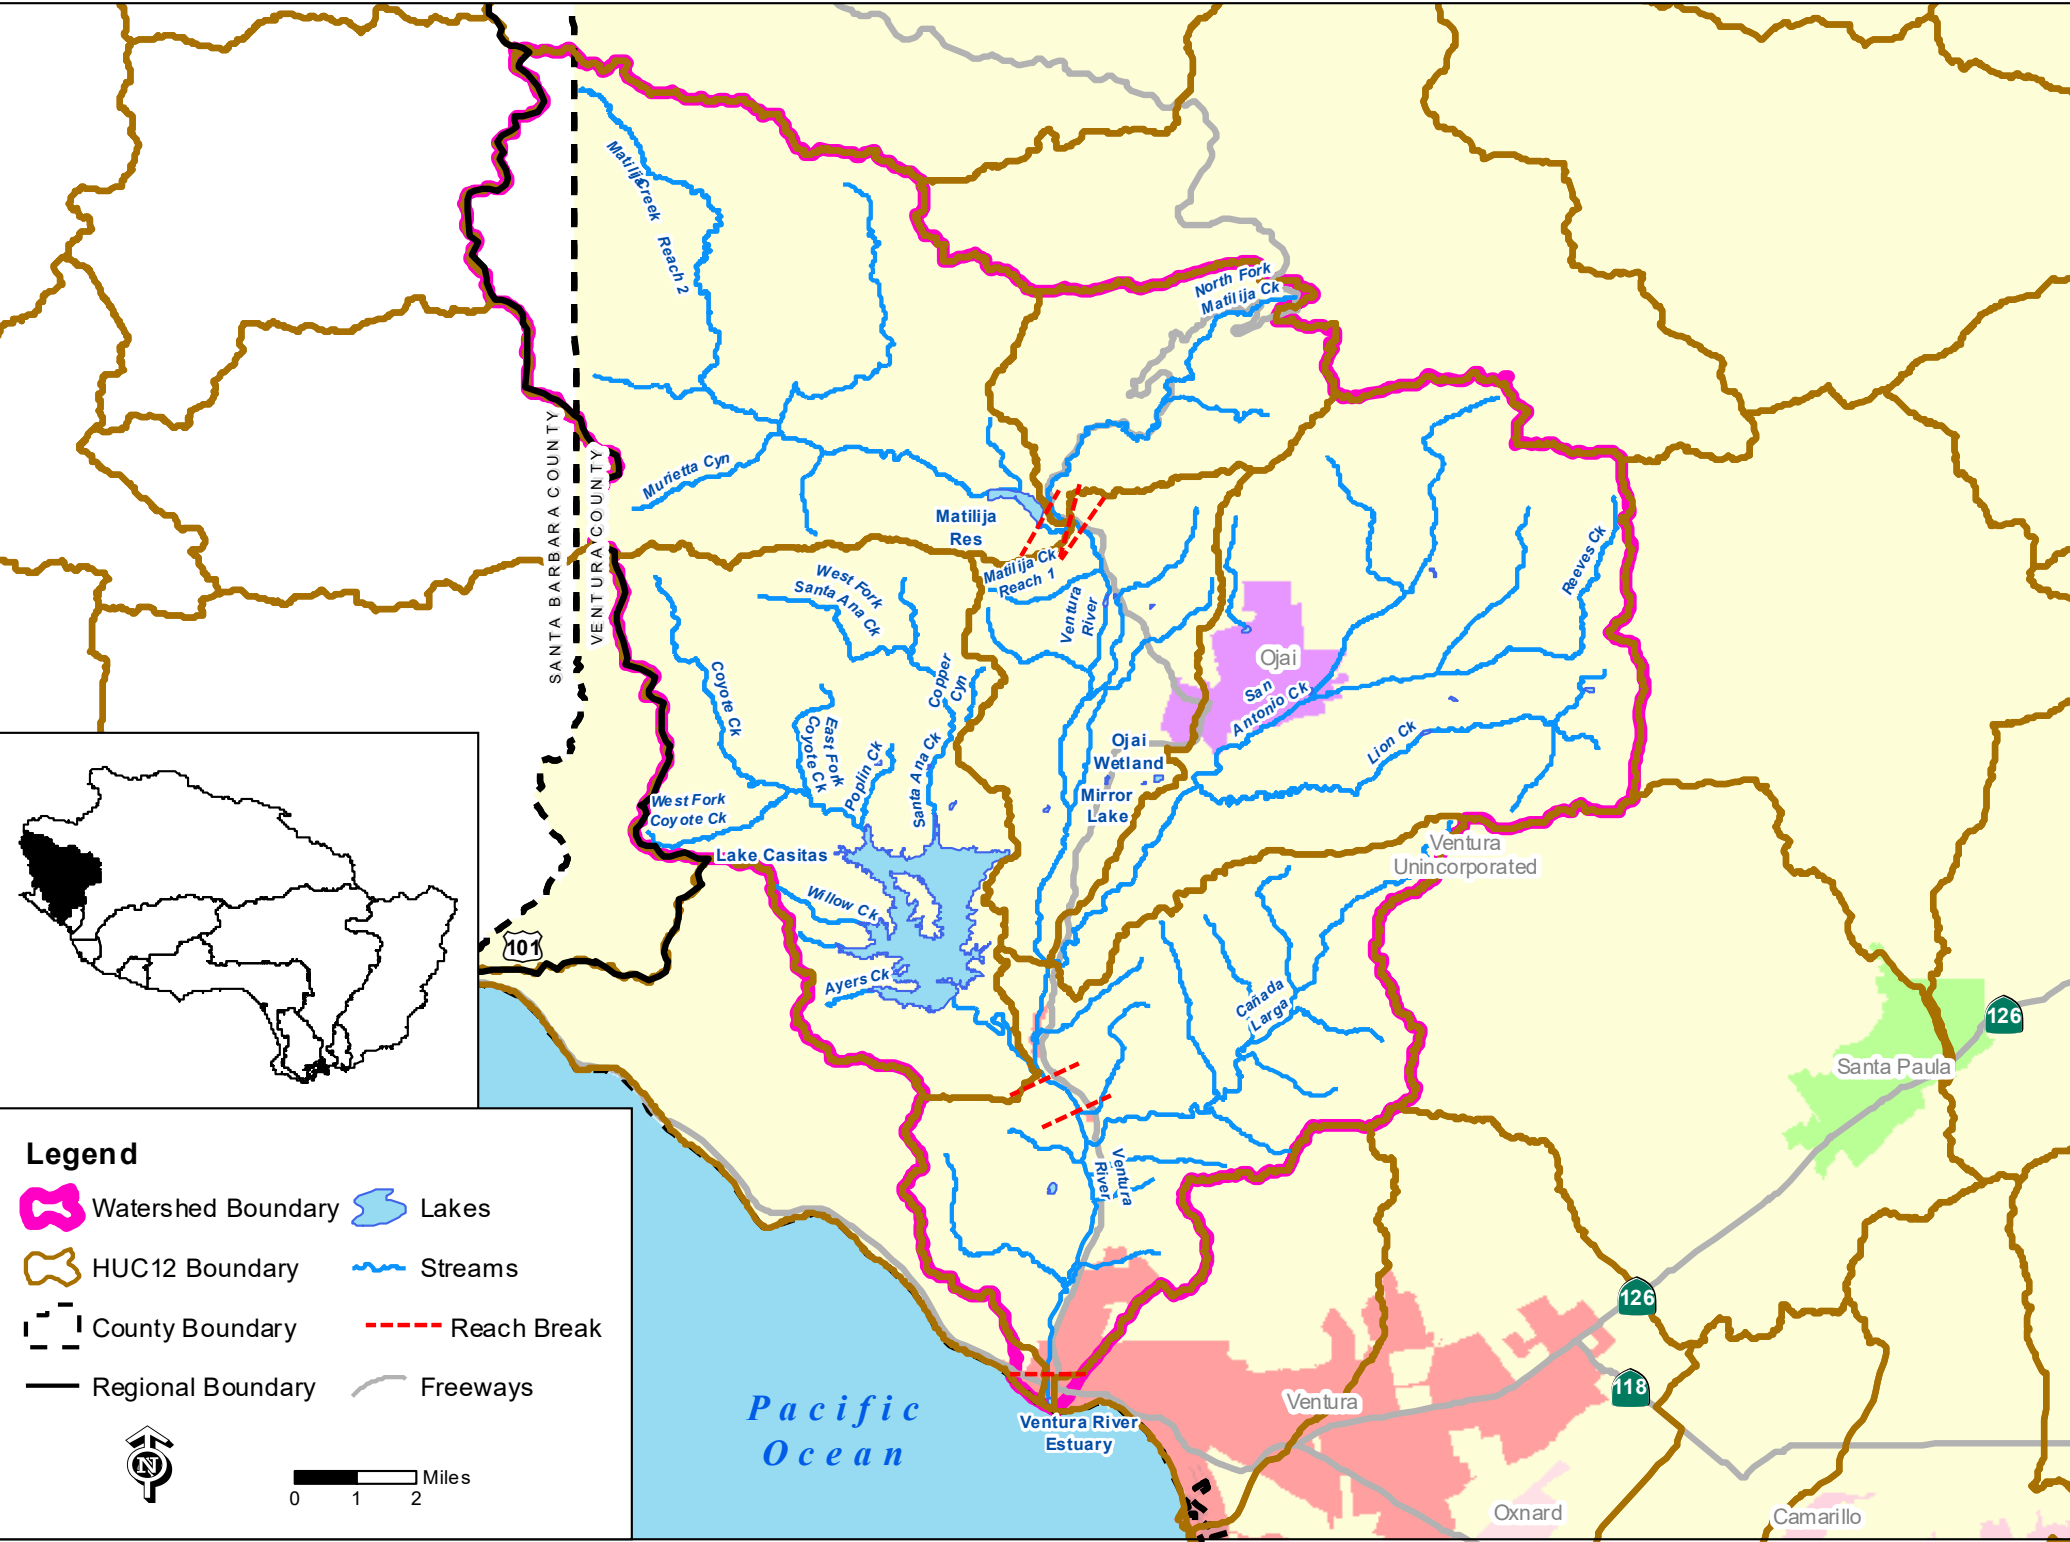 Matilija Creek Reach 2
North Fork
Matilija Ck
SANTA BARBARA COUNTY
VENTURA COUNTY
Murietta Cyn
Matilija
Res
Matilija Ck
Reach 1
West Fork
Santa Ana Ck
Ventura
River
Reeves Ck
Coyote Ck
Copper
Cyn
Ojai
San
Antonio Ck
East Fork
Coyote Ck
Poplin Ck
Santa Ana Ck
Ojai
Wetland
Lion Ck
Mirror
Lake
West Fork
Coyote Ck
Lake Casitas
Ventura
Unincorporated
Willow Ck
101
Ayers Ck
Cañada
Larga
126
Santa Paula
Ventura
River
Legend
Watershed Boundary
Lakes
HUC12 Boundary
Streams
County Boundary
Reach Break
Regional Boundary
Freeways
N
Miles
0 1 2
126
118
Pacific
Ocean
Ventura River
Estuary
Ventura
Oxnard
Camarillo